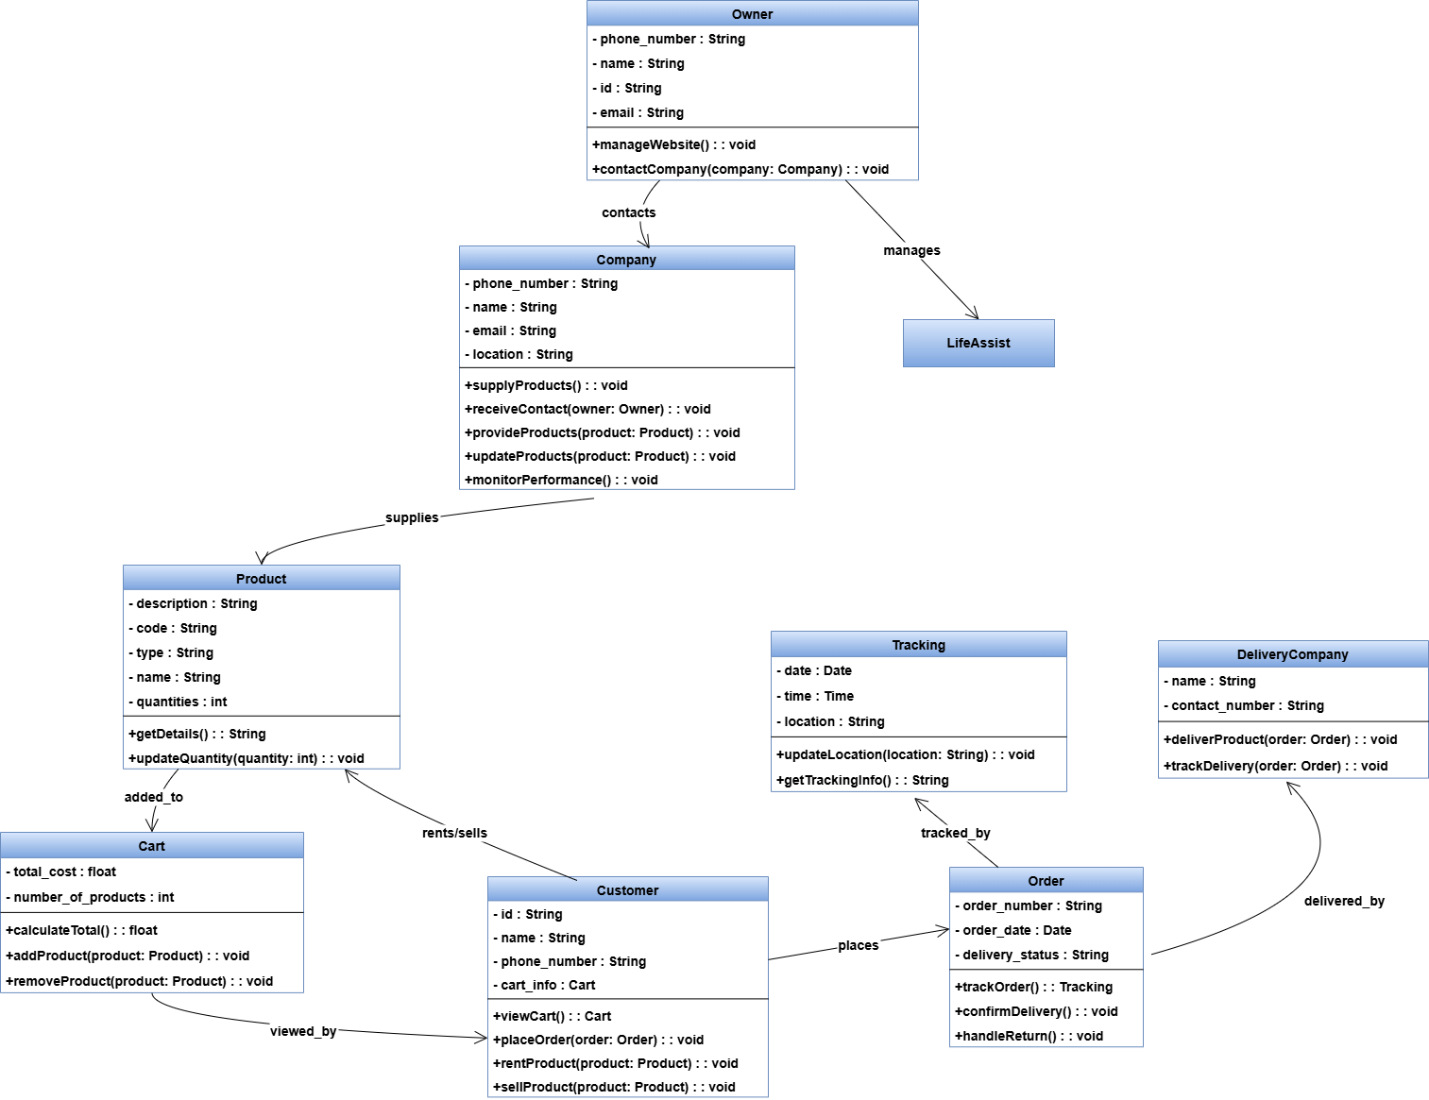 Owner
- phone_number : String
- name : String
- id : String
- email : String
+manageWebsite() : : void
+contactCompany(company: Company) : : void
contacts
manages
Company
- phone_number : String
- name : String
- email : String
- location : String
+supplyProducts() : : void
+receiveContact(owner: Owner) : : void
+provideProducts(product: Product) : : void
+updateProducts(product: Product) : : void
+monitorPerformance() : : void
LifeAssist
supplies
Product
- description : String
- code : String
- type : String
- name : String
- quantities : int
+getDetails() : : String
+updateQuantity(quantity: int) : : void
Tracking
- date : Date
- time : Time
- location : String
+updateLocation(location: String) : : void
+getTrackingInfo() : : String
DeliveryCompany
- name : String
- contact_number : String
+deliverProduct(order: Order) : : void
+trackDelivery(order: Order) : : void
added_to
rents/sells
tracked_by
delivered_by
Cart
- total_cost : float
- number_of_products : int
+calculateTotal() : : float
+addProduct(product: Product) : : void
+removeProduct(product: Product) : : void
viewed_by
Customer
- id : String
- name : String
- phone_number : String
- cart_info : Cart
+viewCart() : : Cart
+placeOrder(order: Order) : : void
+rentProduct(product: Product) : : void
+sellProduct(product: Product) : : void
places
Order
- order_number : String
- order_date : Date
- delivery_status : String
+trackOrder() : : Tracking
+confirmDelivery() : : void
+handleReturn() : : void